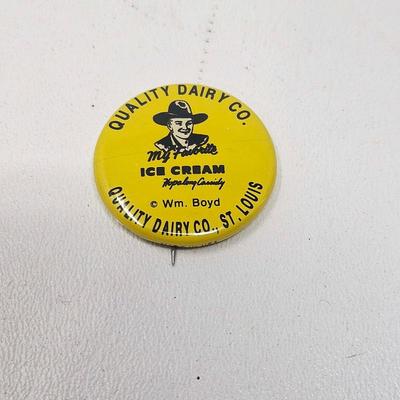 QUALITY DAIRY CO.
My Favorite
ICE CREAM
Hopalong Cassidy
© Wm. Boyd
QUALITY DAIRY CO., ST. LOUIS